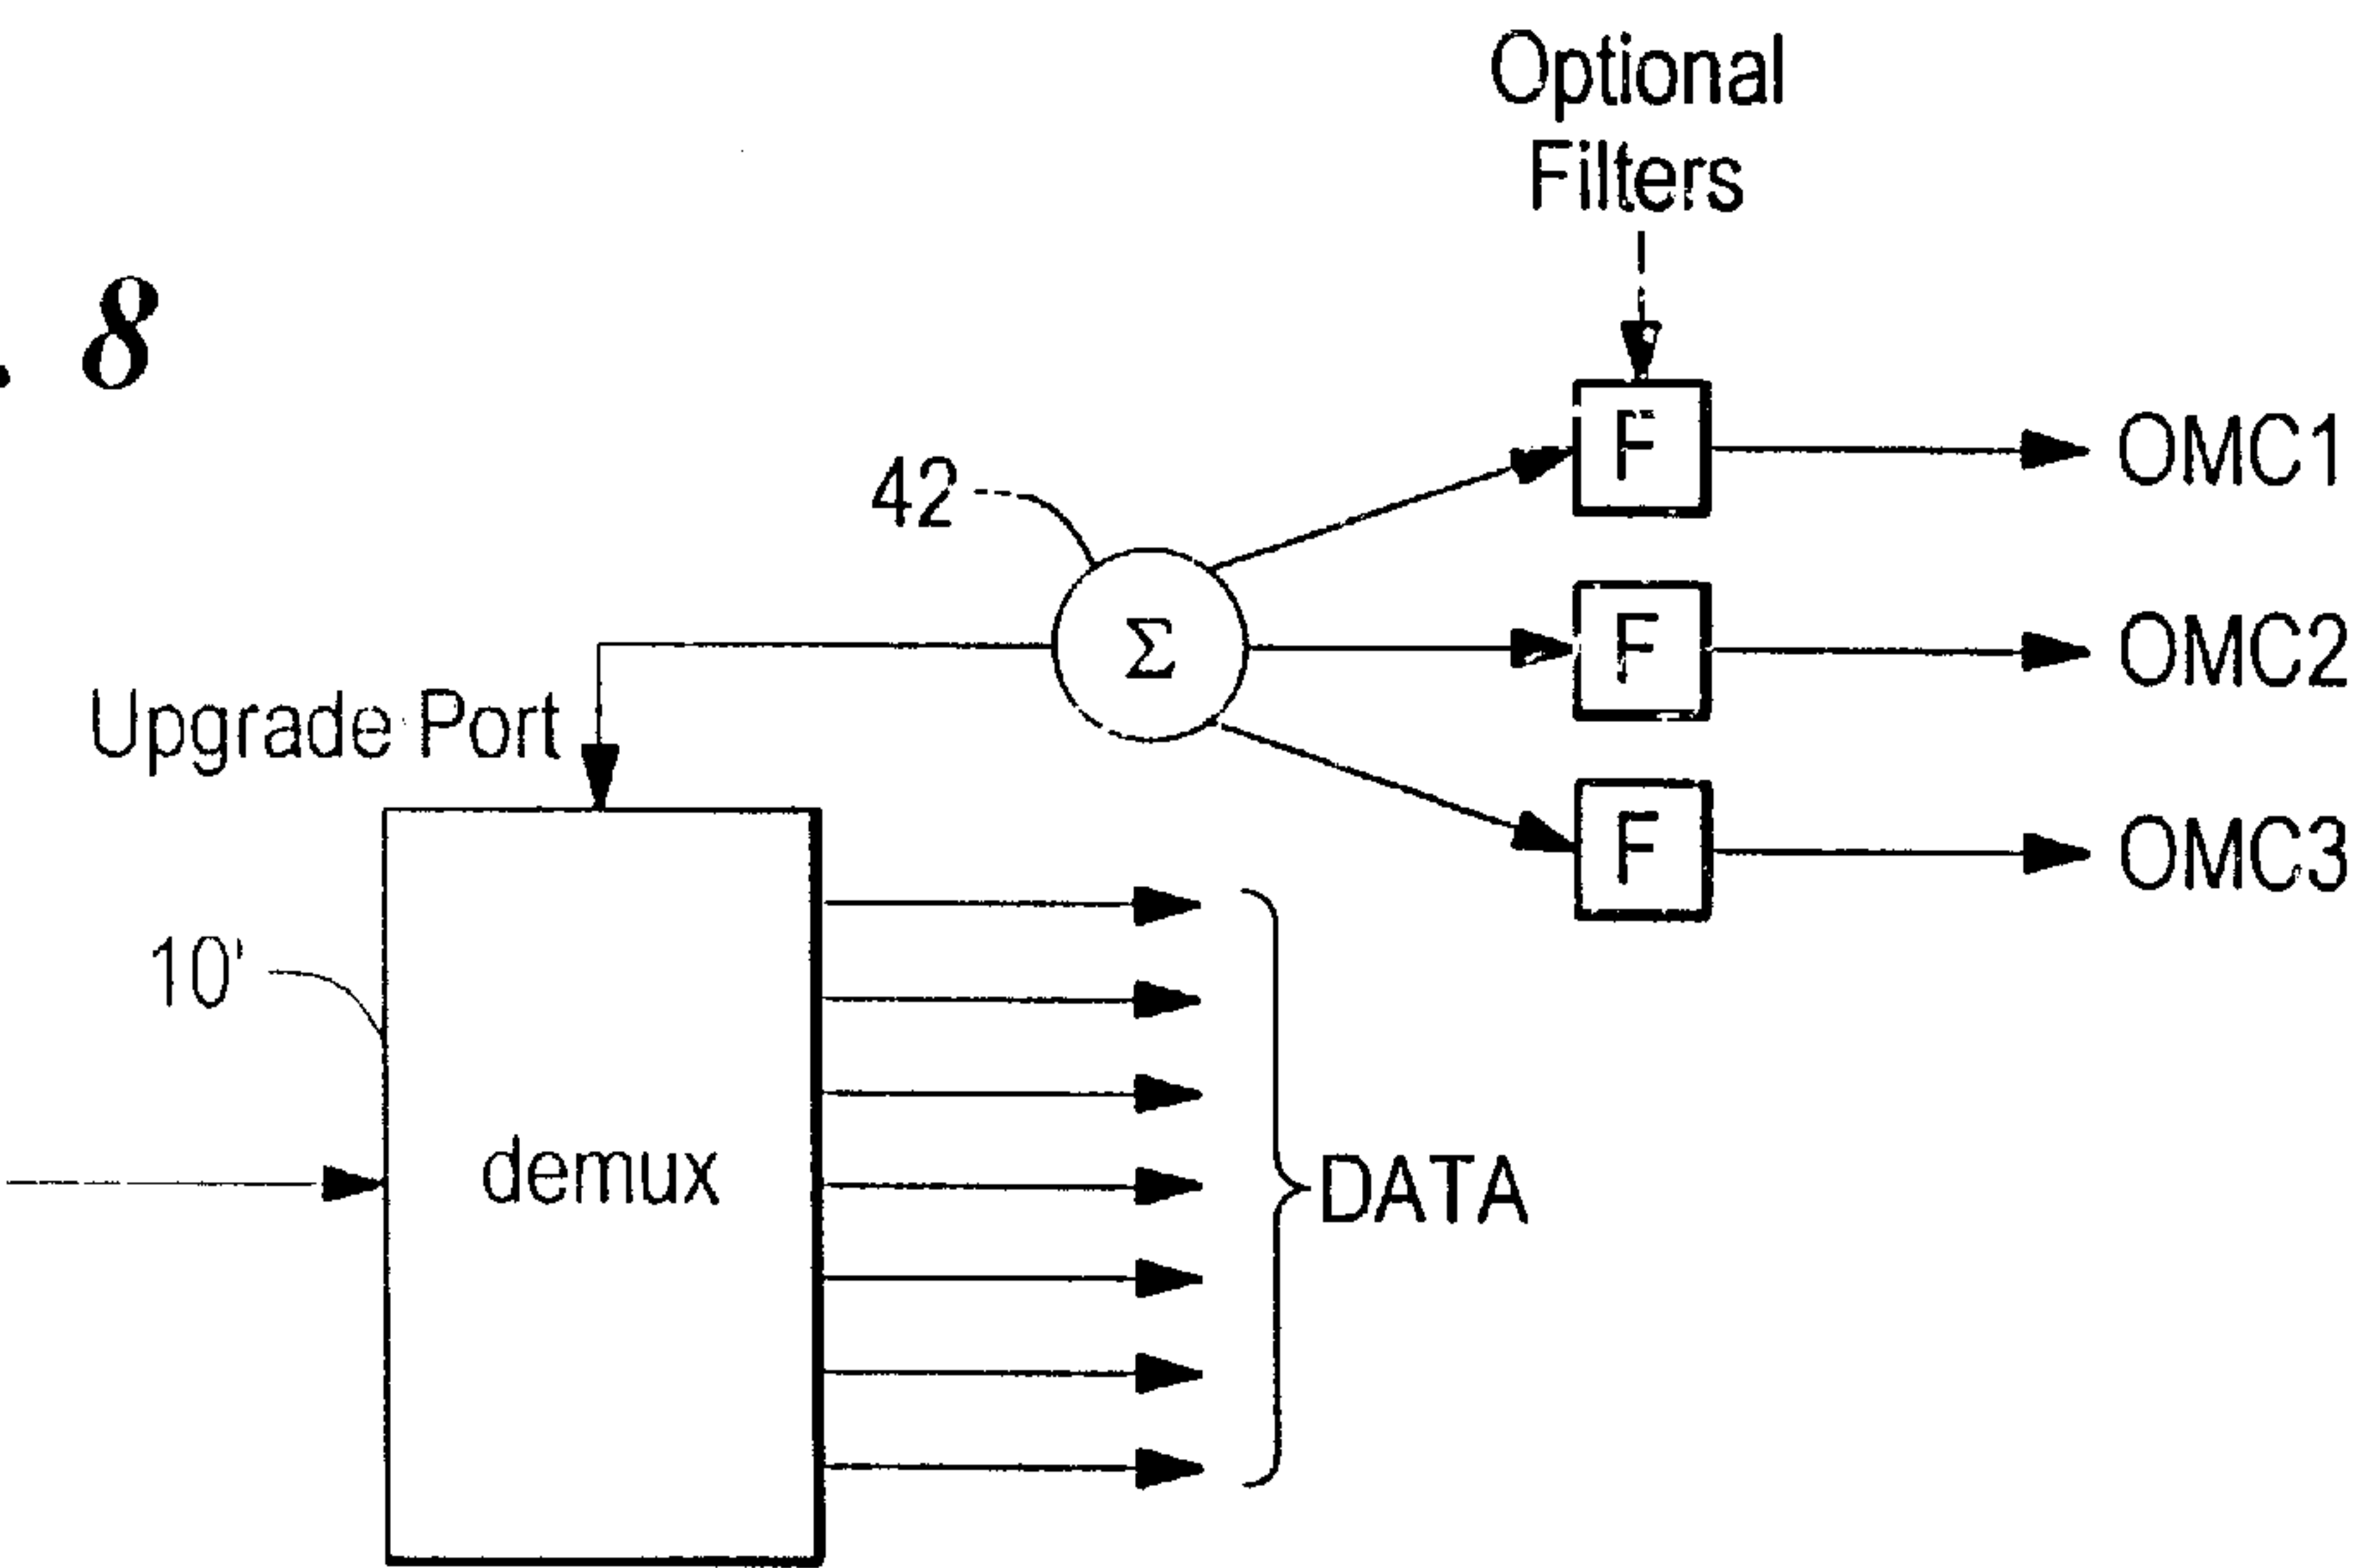 Optional
Filters
. 8
F
OMC1
42
Σ
F
OMC2
Upgrade Port
F
OMC3
10'
demux
DATA